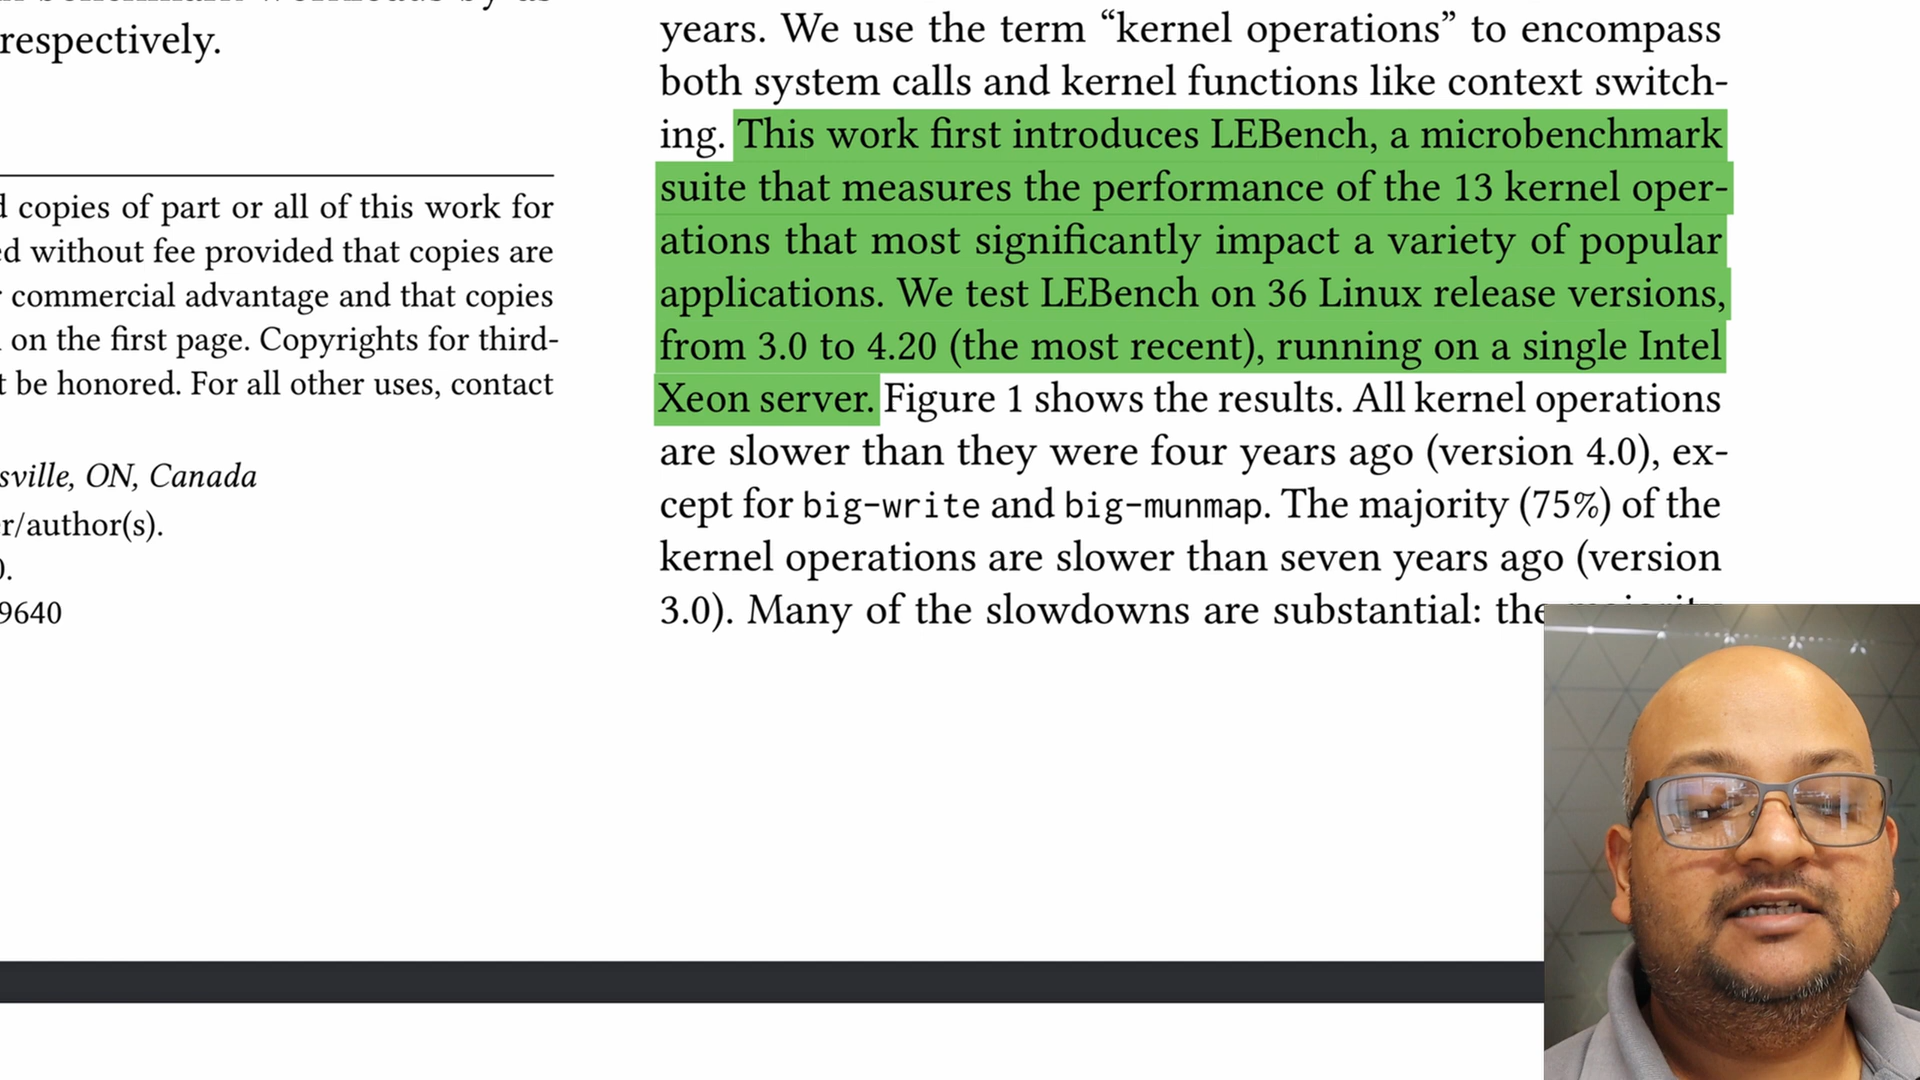 respectively.
copies of part or all of this work for
without fee provided that copies are
commercial advantage and that copies
on the first page. Copyrights for third-
be honored. For all other uses, contact
ON, Canada
9640
years. We use the term “kernel operations” to encompass
both system calls and kernel functions like context switch-
ing. This work first introduces LEBench, a microbenchmark
suite that measures the performance of the 13 kernel oper-
ations that most significantly impact a variety of popular
applications. We test LEBench on 36 Linux release versions,
from 3.0 to 4.20 (the most recent), running on a single Intel
Xeon server. Figure 1 shows the results. All kernel operations
are slower than they were four years ago (version 4.0), ex-
cept for big-write and big-munmap. The majority (75%) of the
kernel operations are slower than seven years ago (version
3.0). Many of the slowdowns are substantial: the